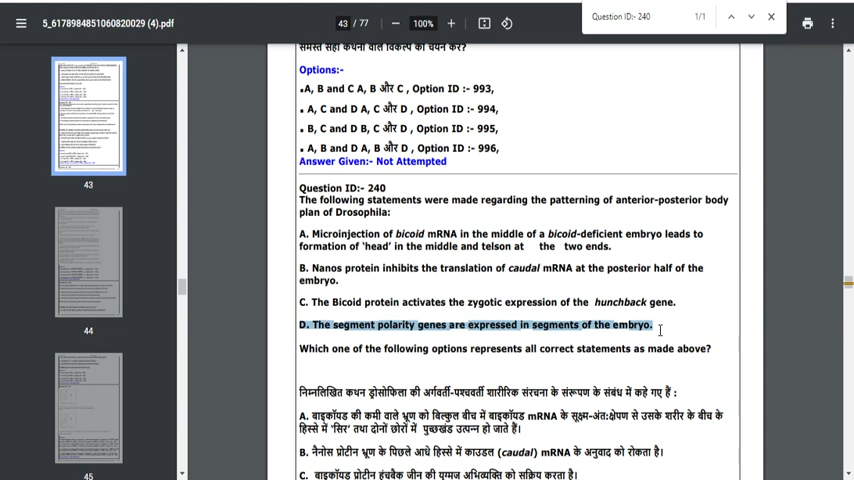 5_6178984851060820029 (4).pdf
43 / 77
100%
Question ID:- 240
1/1
43
44
45
समस्त सही कथनों वाले विकल्प का चयन करें?
Options:-
A, B and C A, B और C , Option ID :- 993,
A, C and D A, C और D , Option ID :- 994,
B, C and D B, C और D , Option ID :- 995,
A, B and D A, B और D , Option ID :- 996,
Answer Given:- Not Attempted
Question ID:- 240
The following statements were made regarding the patterning of anterior-posterior body
plan of Drosophila:
A. Microinjection of bicoid mRNA in the middle of a bicoid-deficient embryo leads to
formation of 'head' in the middle and telson at the two ends.
B. Nanos protein inhibits the translation of caudal mRNA at the posterior half of the
embryo.
C. The Bicoid protein activates the zygotic expression of the hunchback gene.
D. The segment polarity genes are expressed in segments of the embryo.
Which one of the following options represents all correct statements as made above?
निम्नलिखित कथन ड्रोसोफिला की अर्गवर्ती-पश्चवर्ती शारीरिक संरचना के संरूपण के संबंध में कहे गए हैं :
A. बाइकॉयड की कमी वाले भ्रूण को बिल्कुल बीच में बाइकॉयड mRNA के सूक्ष्म-अंत:क्षेपण से उसके शरीर के बीच के
हिस्से में 'सिर' तथा दोनों छोरों में पुच्छखंड उत्पन्न हो जाते हैं।
B. नैनोस प्रोटीन भ्रूण के पिछले आधे हिस्से में काउडल (caudal) mRNA के अनुवाद को रोकता है।
C. बाइकॉयड प्रोटीन हंचबैक जीन की युग्मज अभिव्यक्ति को सक्रिय करता है।